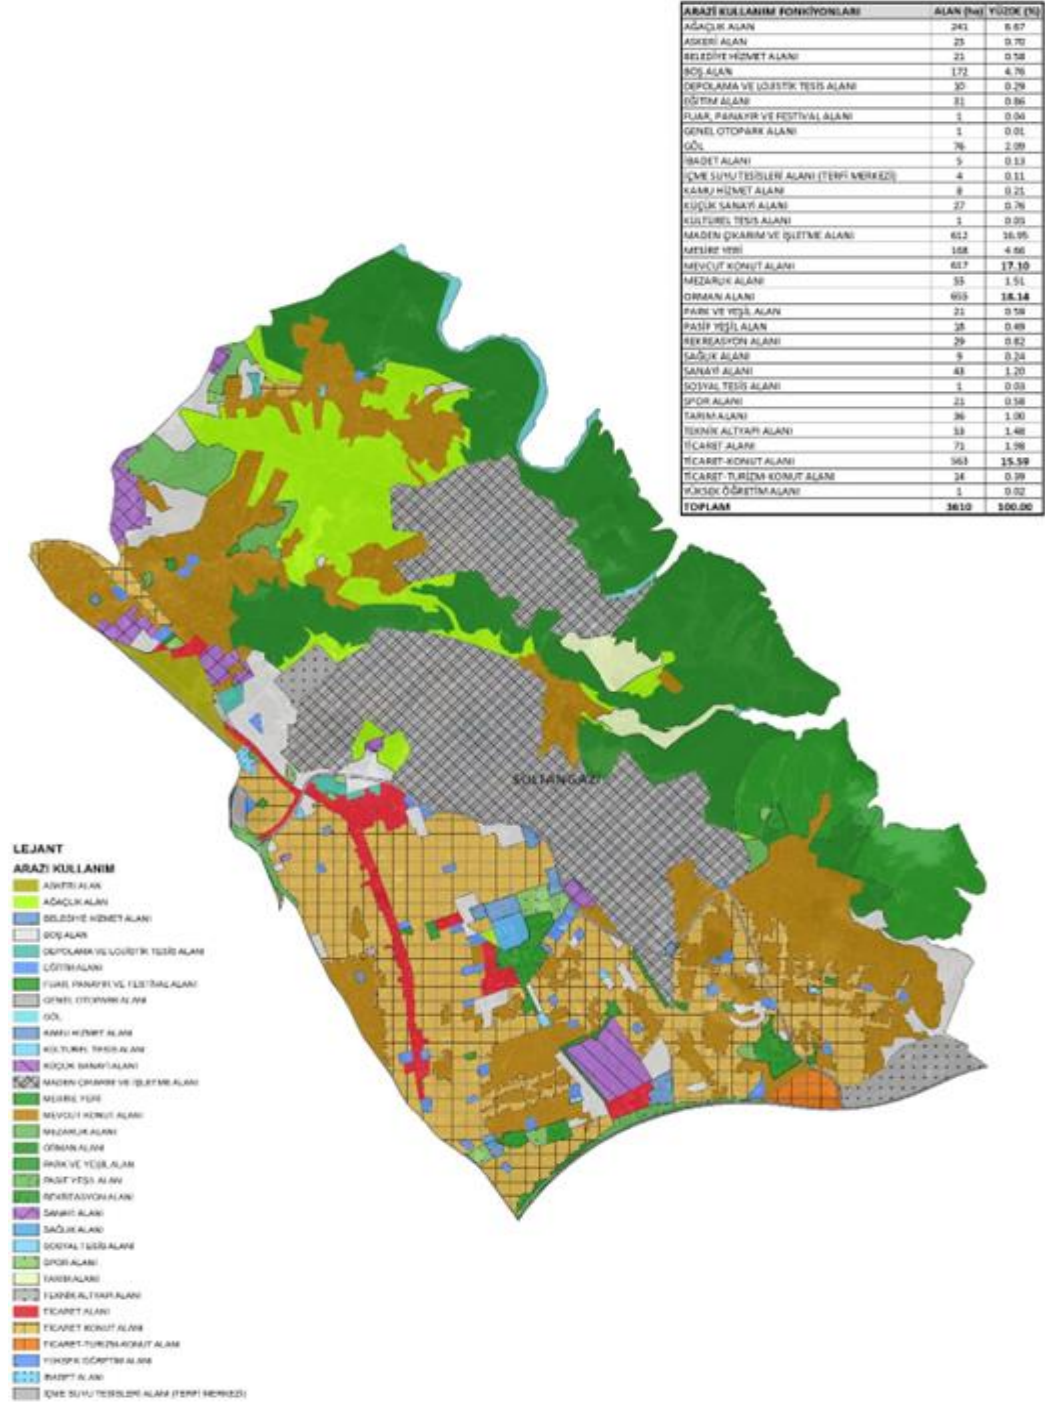 ARAZİ KULLANIM FONKİYONLARI ALAN (ha) YÜZDE (%)
AĞAÇLIK ALAN 241 6.67
ASKERİ ALAN 25 0.70
BELEDİYE HİZMET ALANI 21 0.58
BOŞ ALAN 172 4.76
DEPOLAMA VE LOJİSTİK TESİS ALANI 10 0.29
EĞİTİM ALANI 31 0.86
FUAR, PANAYIR VE FESTİVAL ALANI 1 0.04
GENEL OTOPARK ALANI 1 0.01
GÖL 76 2.09
İBADET ALANI 5 0.13
İÇME SUYU TESİSLERİ ALANI (TERFİ MERKEZİ) 4 0.11
KAMU HİZMET ALANI 8 0.21
KÜÇÜK SANAYİ ALANI 27 0.76
KÜLTÜREL TESİS ALANI 1 0.03
MADEN ÇIKARIM VE İŞLETME ALANI 612 16.95
MESİRE YERİ 168 4.66
MEVCUT KONUT ALANI 617 17.10
MEZARLIK ALANI 55 1.51
ORMAN ALANI 655 18.14
PARK VE YEŞİL ALAN 21 0.59
PASİF YEŞİL ALAN 18 0.49
REKREASYON ALANI 29 0.82
SAĞLIK ALANI 9 0.24
SANAYİ ALANI 43 1.20
SOSYAL TESİS ALANI 1 0.03
SPOR ALANI 21 0.58
TARIM ALANI 36 1.00
TEKNİK ALTYAPI ALANI 53 1.48
TİCARET ALANI 71 1.98
TİCARET-KONUT ALANI 563 15.59
TİCARET-TURİZM-KONUT ALANI 14 0.39
YÜKSEK ÖĞRETİM ALANI 1 0.02
TOPLAM 3610 100.00
SULTANGAZİ
LEJANT
ARAZI KULLANIM
ASKERİ ALAN
AĞAÇLIK ALAN
BELEDİYE HİZMET ALANI
BOŞ ALAN
DEPOLAMA VE LOJİSTİK TESİS ALANI
EĞİTİM ALANI
FUAR, PANAYIR VE FESTİVAL ALANI
GENEL OTOPARK ALANI
GÖL
KAMU HİZMET ALANI
KÜLTÜREL TESİS ALANI
KÜÇÜK SANAYİ ALANI
MADEN ÇIKARIM VE İŞLETME ALANI
MESİRE YERİ
MEVCUT KONUT ALANI
MEZARLIK ALANI
ORMAN ALANI
PARK VE YEŞİL ALAN
PASİF YEŞİL ALAN
REKREASYON ALANI
SANAYİ ALANI
SAĞLIK ALANI
SOSYAL TESİS ALANI
SPOR ALANI
TARIM ALANI
TEKNİK ALTYAPI ALANI
TİCARET ALANI
TİCARET KONUT ALANI
TİCARET-TURİZM-KONUT ALANI
YÜKSEK ÖĞRETİM ALANI
İBADET ALANI
İÇME SUYU TESİSLERİ ALANI (TERFİ MERKEZİ)